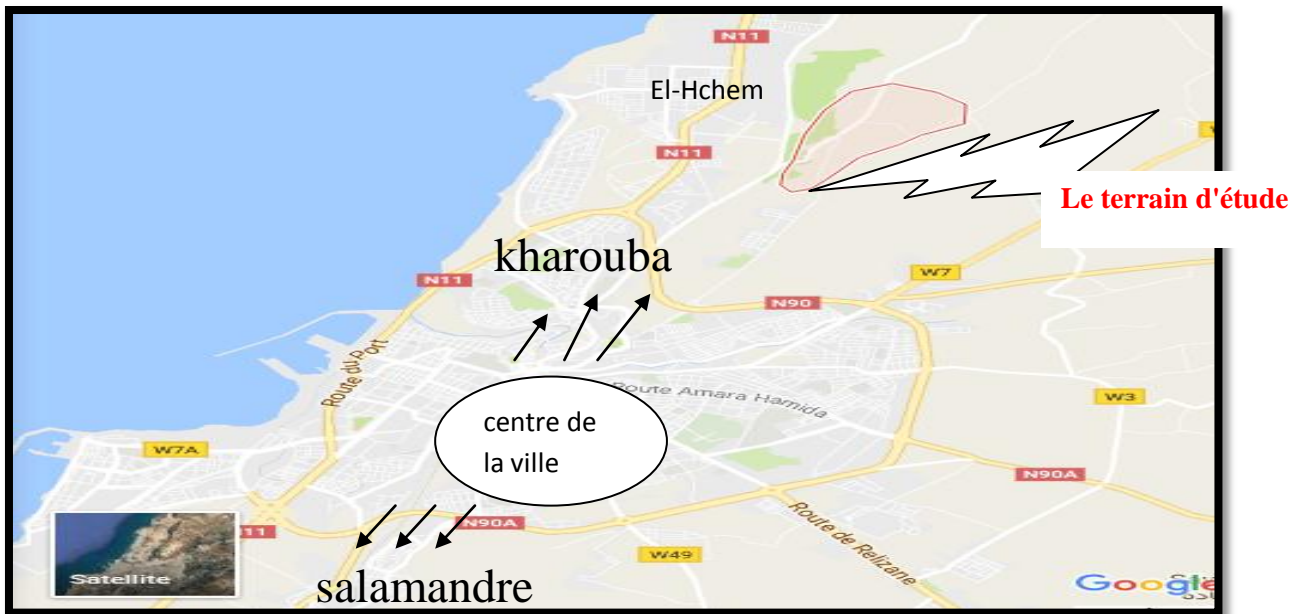 N11
El-Hchem
N11
Le terrain d'étude
kharouba
N11
W7
N90
Route du Port
Route Amara Hamida
W3
centre de
la ville
W7A
N90A
Route de Relizane
N11
N90A
W49
Satellite
salamandre
Google